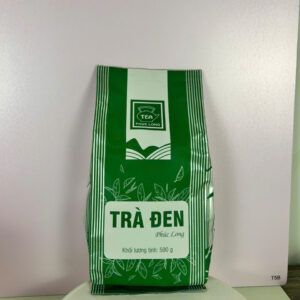 TEA
PHUC LONG
TRÀ ĐEN
Phúc Long
Khối lượng tịnh: 500 g
TSB